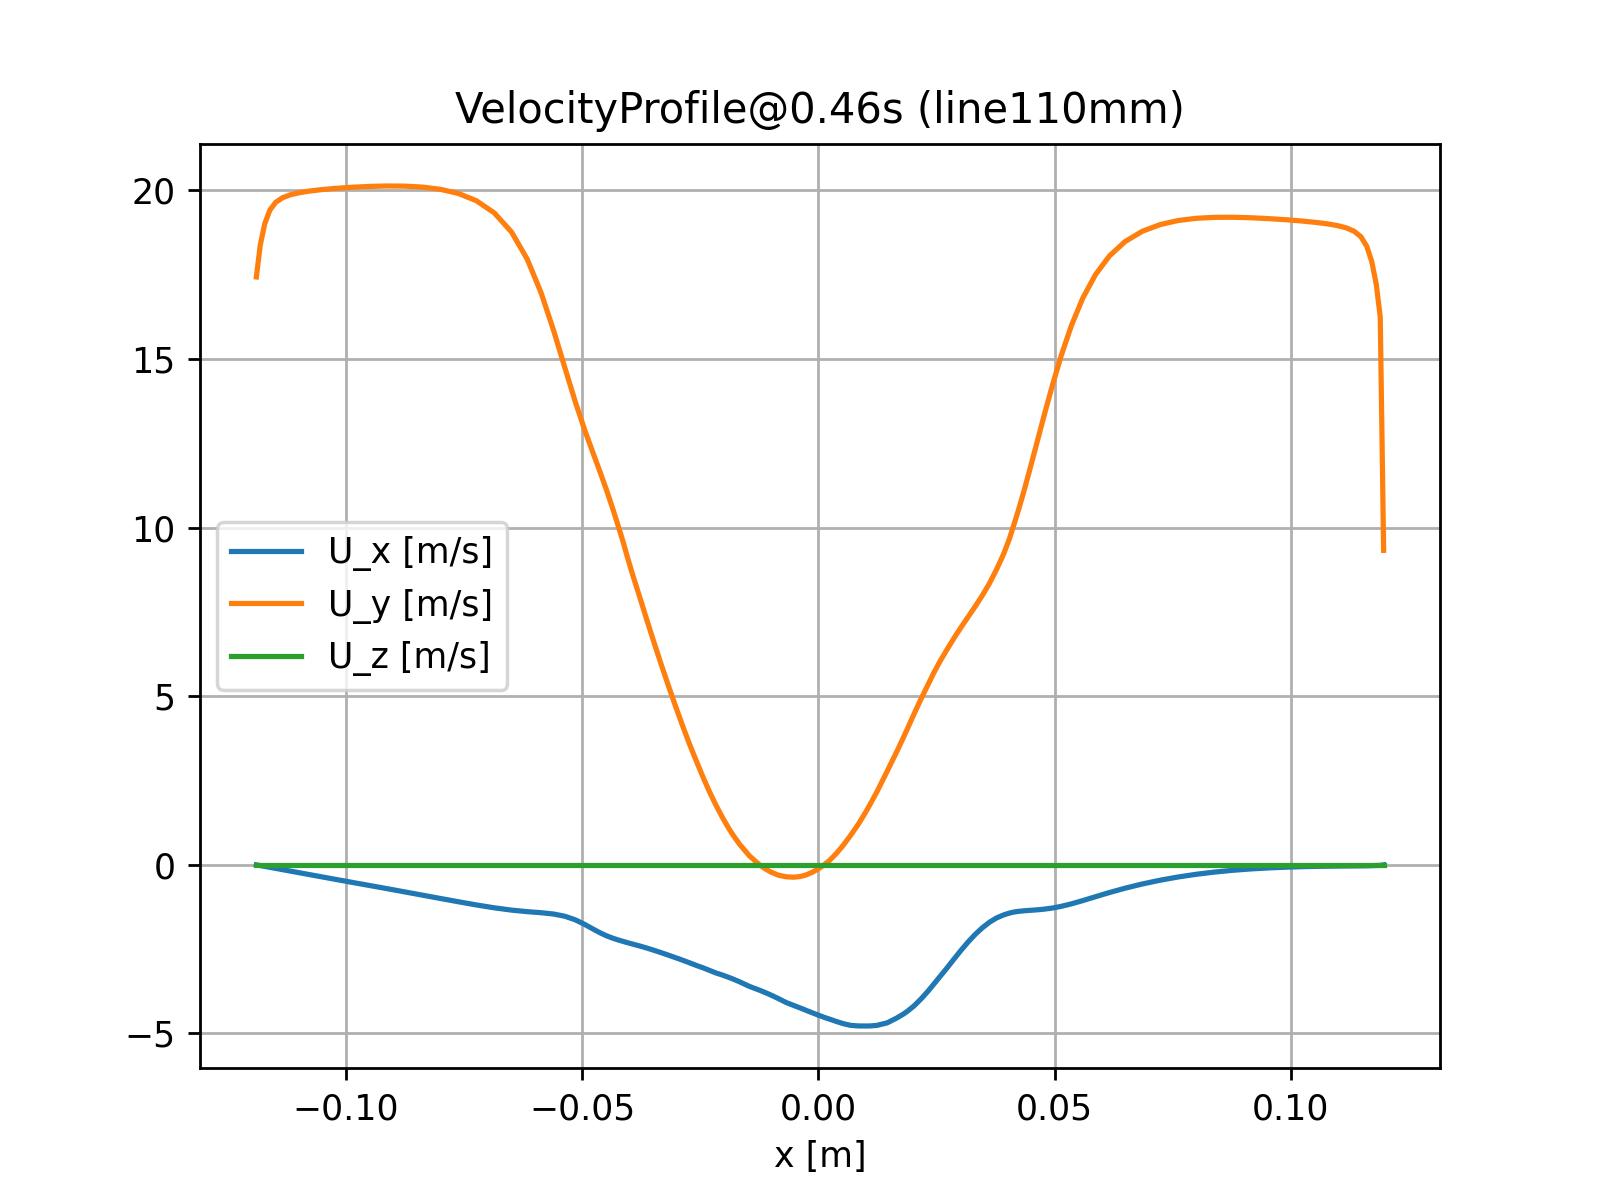 VelocityProfile@0.46s (line110mm)
20
15
10
5
0
−5
U_x [m/s]
U_y [m/s]
U_z [m/s]
−0.10 −0.05 0.00 0.05 0.10
x [m]